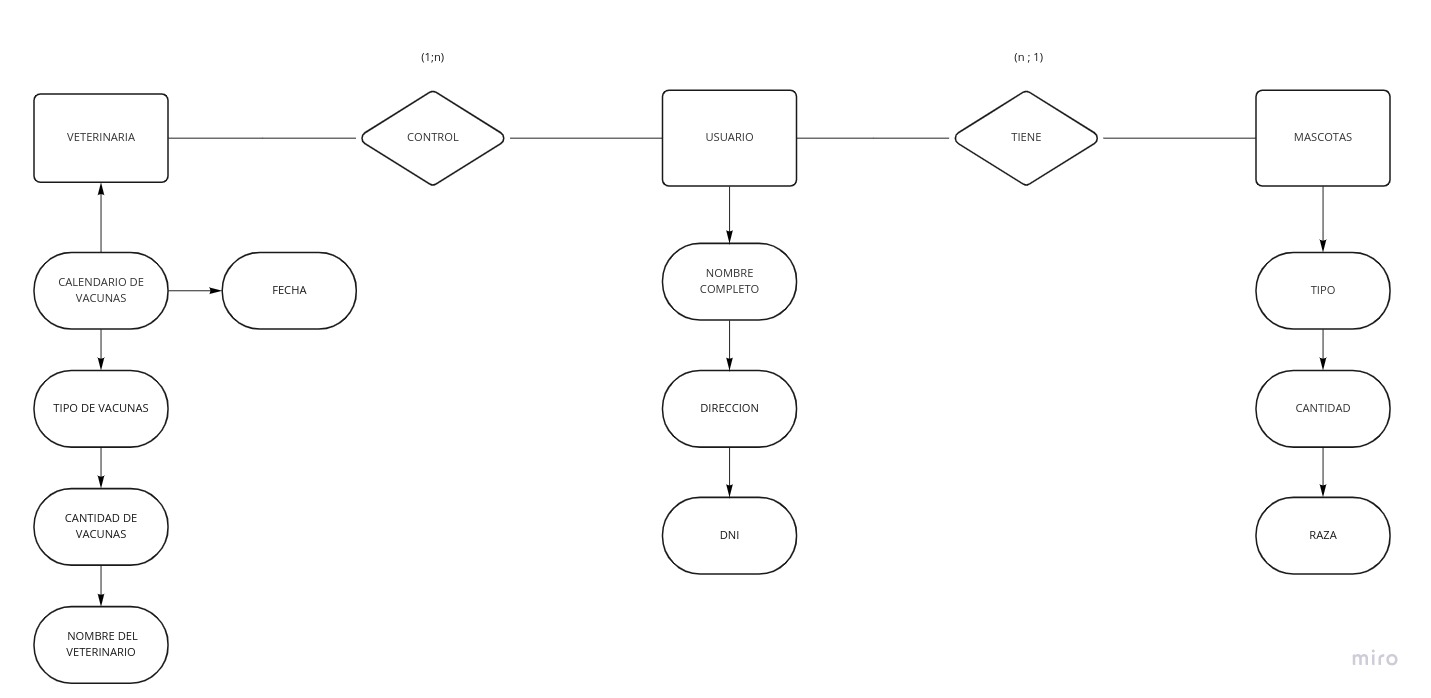 (1;n)
(n ; 1)
VETERINARIA
CONTROL
USUARIO
TIENE
MASCOTAS
CALENDARIO DE
VACUNAS
FECHA
NOMBRE
COMPLETO
TIPO
TIPO DE VACUNAS
DIRECCION
CANTIDAD
CANTIDAD DE
VACUNAS
DNI
RAZA
NOMBRE DEL
VETERINARIO
miro